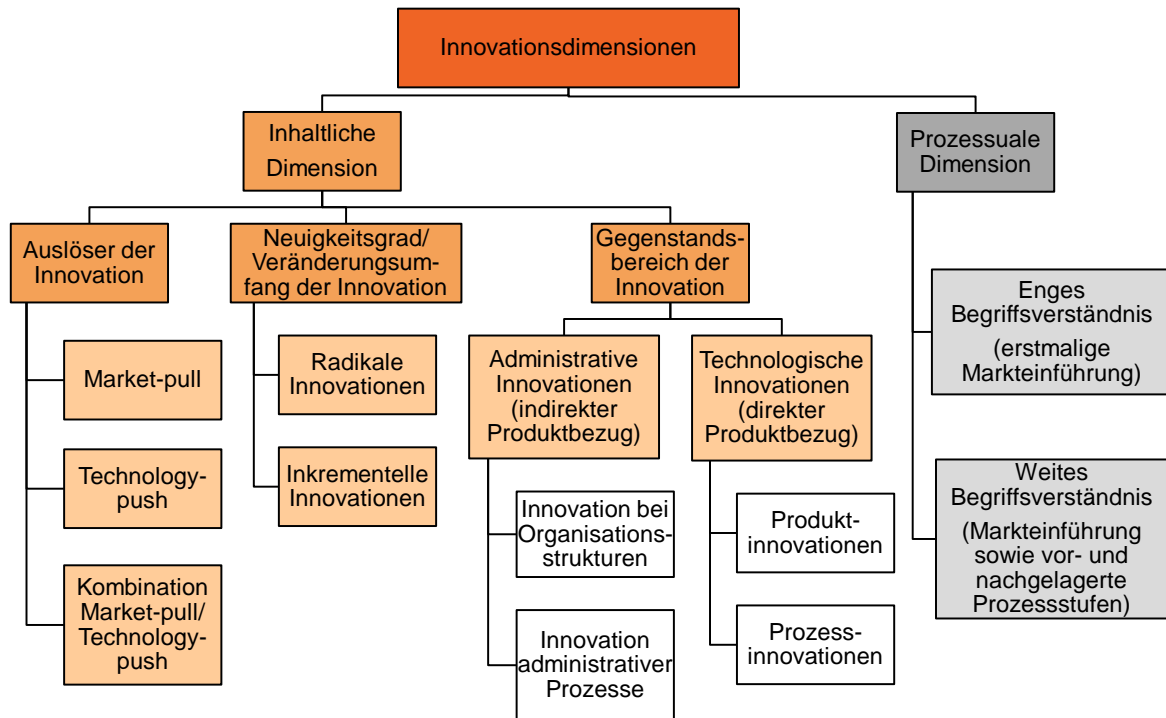 Innovationsdimensionen
Inhaltliche
Dimension
Prozessuale
Dimension
Auslöser der
Innovation
Neuigkeitsgrad/
Veränderungsum-
fang der Innovation
Gegenstands-
bereich der
Innovation
Market-pull
Technology-
push
Kombination
Market-pull/
Technology-
push
Radikale
Innovationen
Inkrementelle
Innovationen
Administrative
Innovationen
(indirekter
Produktbezug)
Innovation bei
Organisations-
strukturen
Innovation
administrativer
Prozesse
Technologische
Innovationen
(direkter
Produktbezug)
Produkt-
innovationen
Prozess-
innovationen
Enges
Begriffsverständnis
(erstmalige
Markteinführung)
Weites
Begriffsverständnis
(Markteinführung
sowie vor- und
nachgelagerte
Prozessstufen)